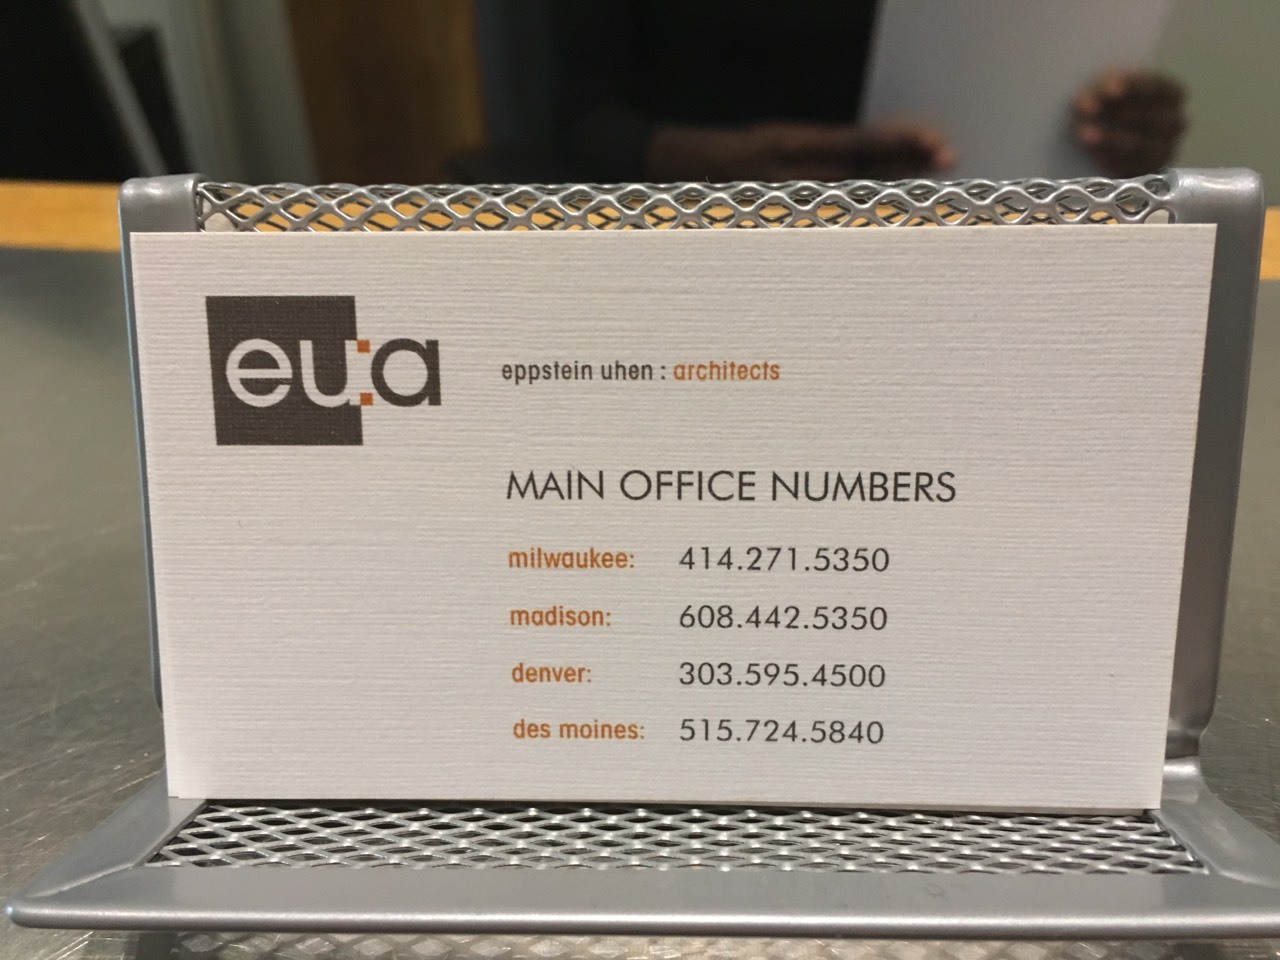 eu:a
eppstein uhen : architects
MAIN OFFICE NUMBERS
milwaukee: 414.271.5350
madison: 608.442.5350
denver: 303.595.4500
des moines: 515.724.5840